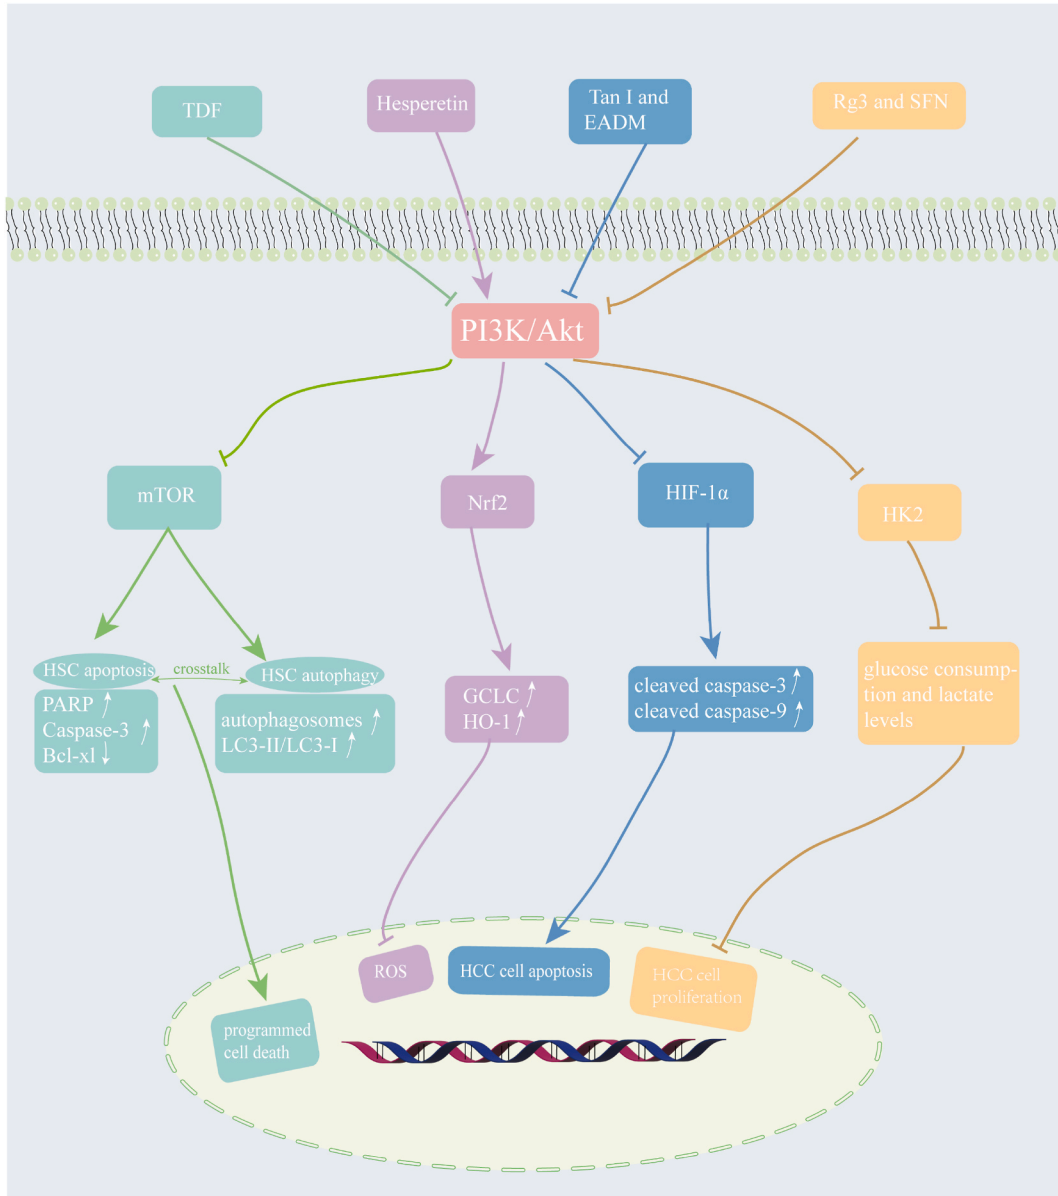 TDF
Hesperetin
Tan I and
EADM
Rg3 and SFN
PI3K/Akt
mTOR
Nrf2
HIF-1α
HK2
HSC apoptosis
crosstalk
HSC autophagy
PARP
Caspase-3
Bcl-xl
autophagosomes
LC3-II/LC3-I
GCLC
HO-1
cleaved caspase-3
cleaved caspase-9
glucose consump-
tion and lactate
levels
ROS
HCC cell apoptosis
HCC cell
proliferation
programmed
cell death